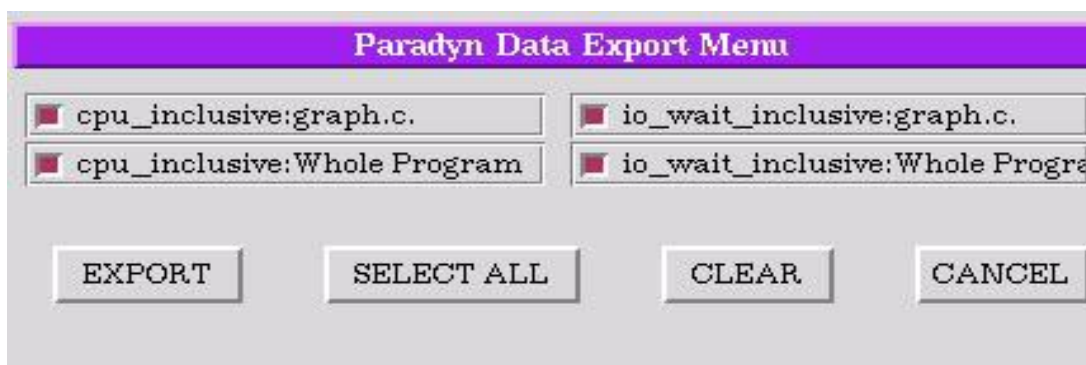 Paradyn Data Export Menu
cpu_inclusive:graph.c. io_wait_inclusive:graph.c.
cpu_inclusive:Whole Program io_wait_inclusive:Whole Progra
EXPORT SELECT ALL CLEAR CANCEL